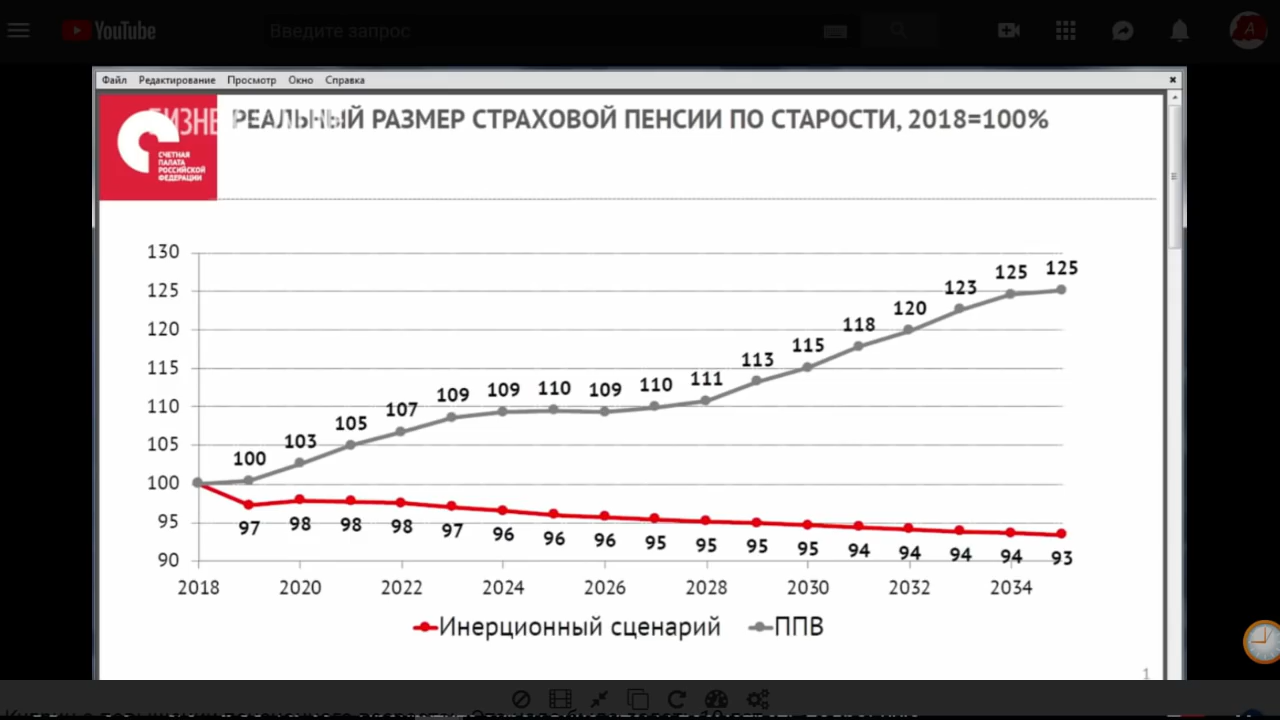 YouTube
Введите запрос
A
Файл Редактирование Просмотр Окно Справка
РЕАЛЬНЫЙ РАЗМЕР СТРАХОВОЙ ПЕНСИИ ПО СТАРОСТИ, 2018=100%
СЧЕТНАЯ
ПАЛАТА
РОССИЙСКОЙ
ФЕДЕРАЦИИ
130
125
120
115
110
105
100
95
90
100 103 105 107 109 109 110 109 110 111 113 115 118 120 123 125 125
97 98 98 98 97 96 96 96 95 95 95 95 94 94 94 94 93
2018 2020 2022 2024 2026 2028 2030 2032 2034
Инерционный сценарий ППВ
1